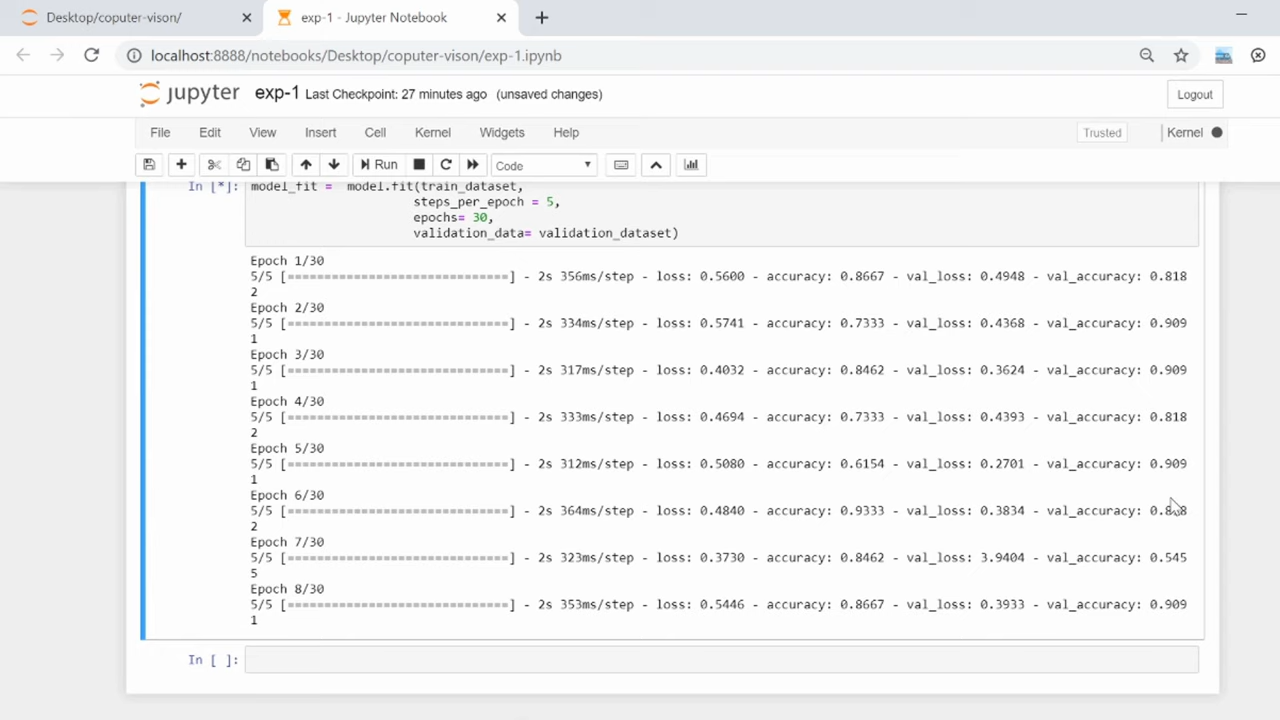 Desktop/coputer-vison/
exp-1 - Jupyter Notebook
localhost:8888/notebooks/Desktop/coputer-vison/exp-1.ipynb
jupyter exp-1 Last Checkpoint: 27 minutes ago (unsaved changes)
Logout
File Edit View Insert Cell Kernel Widgets Help
Trusted
Kernel
Run
Code
In [*]: model_fit = model.fit(train_dataset,
steps_per_epoch = 5,
epochs= 30,
validation_data= validation_dataset)
Epoch 1/30
5/5 [==============================] - 2s 356ms/step - loss: 0.5600 - accuracy: 0.8667 - val_loss: 0.4948 - val_accuracy: 0.818
2
Epoch 2/30
5/5 [==============================] - 2s 334ms/step - loss: 0.5741 - accuracy: 0.7333 - val_loss: 0.4368 - val_accuracy: 0.909
1
Epoch 3/30
5/5 [==============================] - 2s 317ms/step - loss: 0.4032 - accuracy: 0.8462 - val_loss: 0.3624 - val_accuracy: 0.909
1
Epoch 4/30
5/5 [==============================] - 2s 333ms/step - loss: 0.4694 - accuracy: 0.7333 - val_loss: 0.4393 - val_accuracy: 0.818
2
Epoch 5/30
5/5 [==============================] - 2s 312ms/step - loss: 0.5080 - accuracy: 0.6154 - val_loss: 0.2701 - val_accuracy: 0.909
1
Epoch 6/30
5/5 [==============================] - 2s 364ms/step - loss: 0.4840 - accuracy: 0.9333 - val_loss: 0.3834 - val_accuracy:
2
Epoch 7/30
5/5 [==============================] - 2s 323ms/step - loss: 0.3730 - accuracy: 0.8462 - val_loss: 3.9404 - val_accuracy: 0.545
5
Epoch 8/30
5/5 [==============================] - 2s 353ms/step - loss: 0.5446 - accuracy: 0.8667 - val_loss: 0.3933 - val_accuracy: 0.909
1
In [ ]: